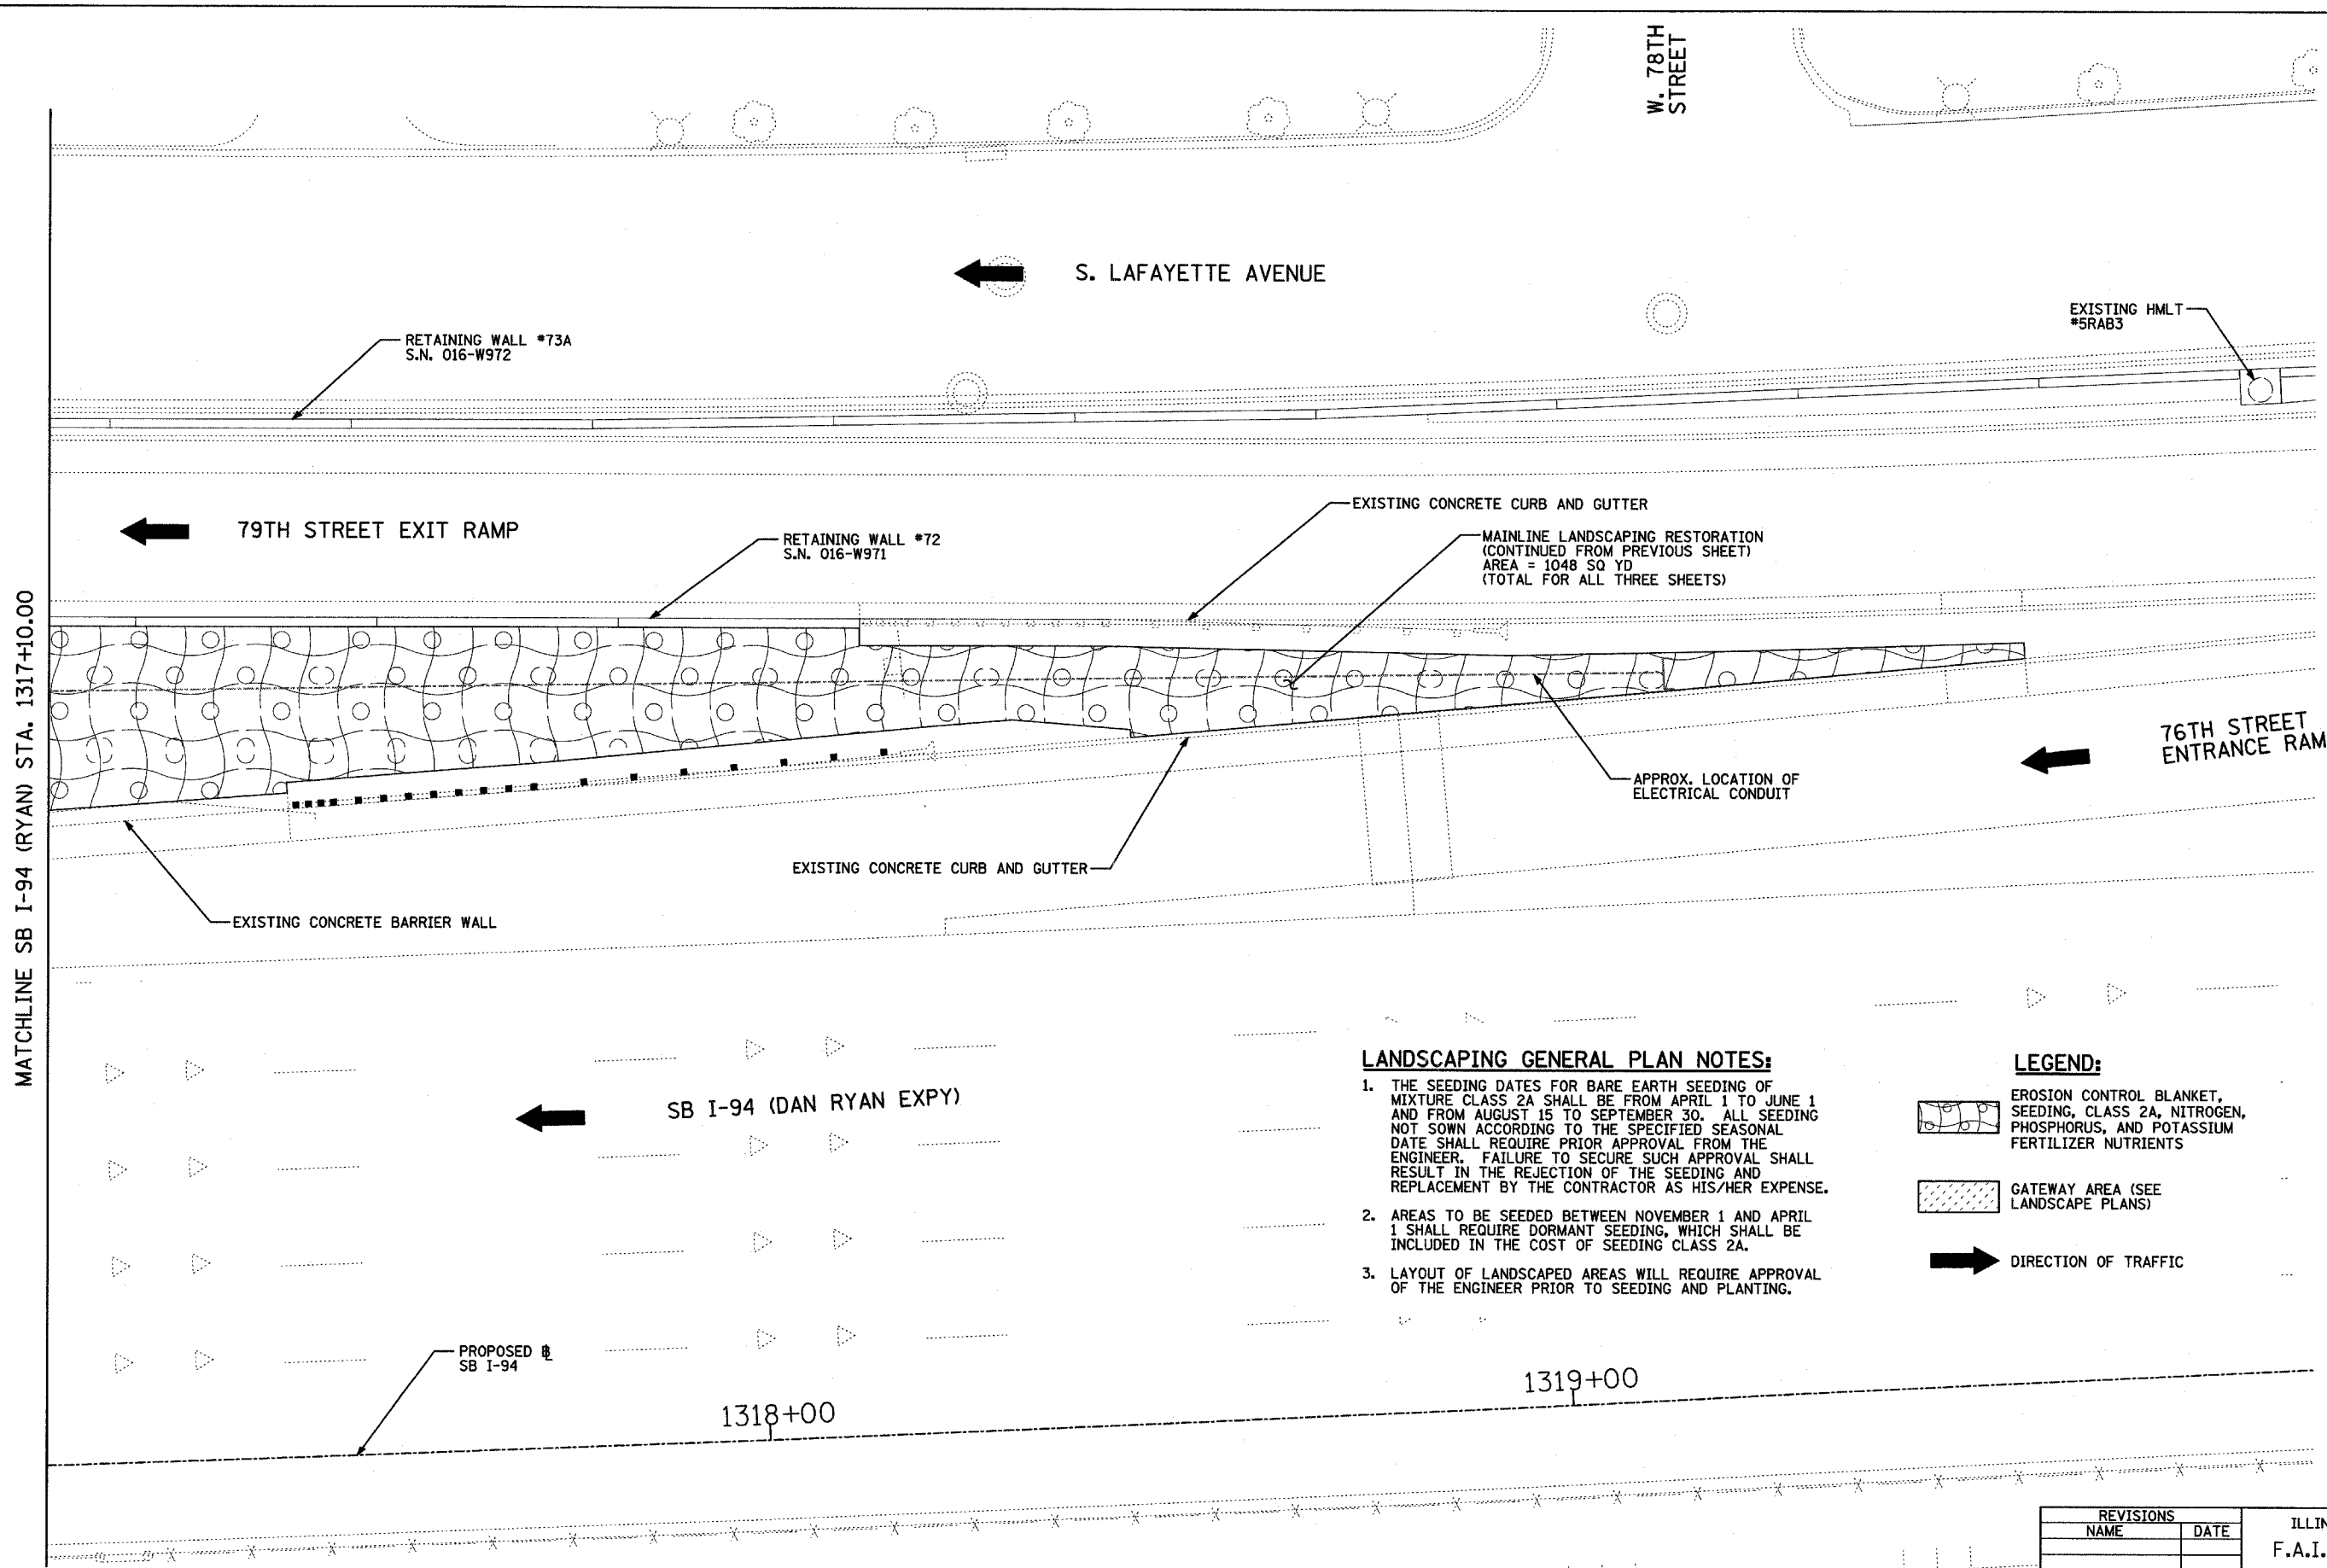 W. 78TH
STREET
S. LAFAYETTE AVENUE
EXISTING HMLT
#5RAB3
RETAINING WALL #73A
S.N. 016-W972
79TH STREET EXIT RAMP
RETAINING WALL #72
S.N. 016-W971
EXISTING CONCRETE CURB AND GUTTER
MAINLINE LANDSCAPING RESTORATION
(CONTINUED FROM PREVIOUS SHEET)
AREA = 1048 SQ YD
(TOTAL FOR ALL THREE SHEETS)
MATCHLINE SB I-94 (RYAN) STA. 1317+10.00
76TH STREET
ENTRANCE RAM
APPROX. LOCATION OF
ELECTRICAL CONDUIT
EXISTING CONCRETE CURB AND GUTTER
EXISTING CONCRETE BARRIER WALL
SB I-94 (DAN RYAN EXPY)
LANDSCAPING GENERAL PLAN NOTES:
1. THE SEEDING DATES FOR BARE EARTH SEEDING OF
MIXTURE CLASS 2A SHALL BE FROM APRIL 1 TO JUNE 1
AND FROM AUGUST 15 TO SEPTEMBER 30. ALL SEEDING
NOT SOWN ACCORDING TO THE SPECIFIED SEASONAL
DATE SHALL REQUIRE PRIOR APPROVAL FROM THE
ENGINEER. FAILURE TO SECURE SUCH APPROVAL SHALL
RESULT IN THE REJECTION OF THE SEEDING AND
REPLACEMENT BY THE CONTRACTOR AS HIS/HER EXPENSE.
2. AREAS TO BE SEEDED BETWEEN NOVEMBER 1 AND APRIL
1 SHALL REQUIRE DORMANT SEEDING, WHICH SHALL BE
INCLUDED IN THE COST OF SEEDING CLASS 2A.
3. LAYOUT OF LANDSCAPED AREAS WILL REQUIRE APPROVAL
OF THE ENGINEER PRIOR TO SEEDING AND PLANTING.
LEGEND:
EROSION CONTROL BLANKET,
SEEDING, CLASS 2A, NITROGEN,
PHOSPHORUS, AND POTASSIUM
FERTILIZER NUTRIENTS
GATEWAY AREA (SEE
LANDSCAPE PLANS)
DIRECTION OF TRAFFIC
PROPOSED ℄
SB I-94
1318+00
1319+00
REVISIONS
NAME DATE
ILLIN
F.A.I.